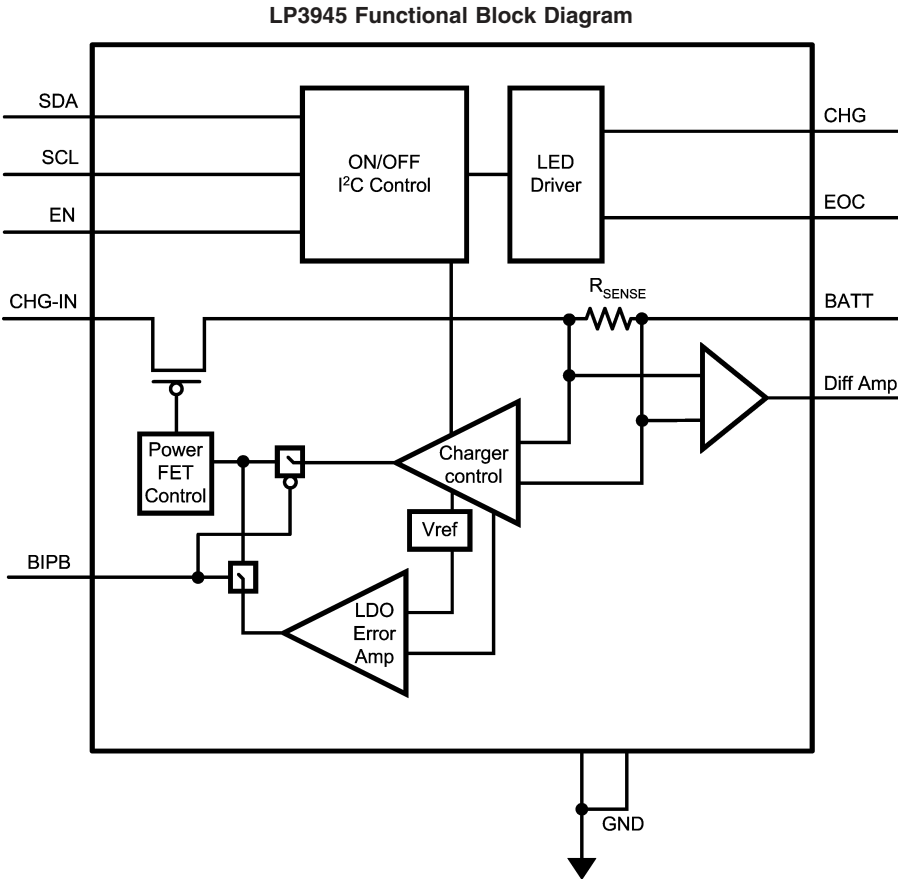 LP3945 Functional Block Diagram
SDA
SCL
EN
ON/OFF
I²C Control
LED
Driver
CHG
EOC
CHG-IN
R_SENSE
BATT
Diff Amp
Power
FET
Control
Charger
control
Vref
BIPB
LDO
Error
Amp
GND